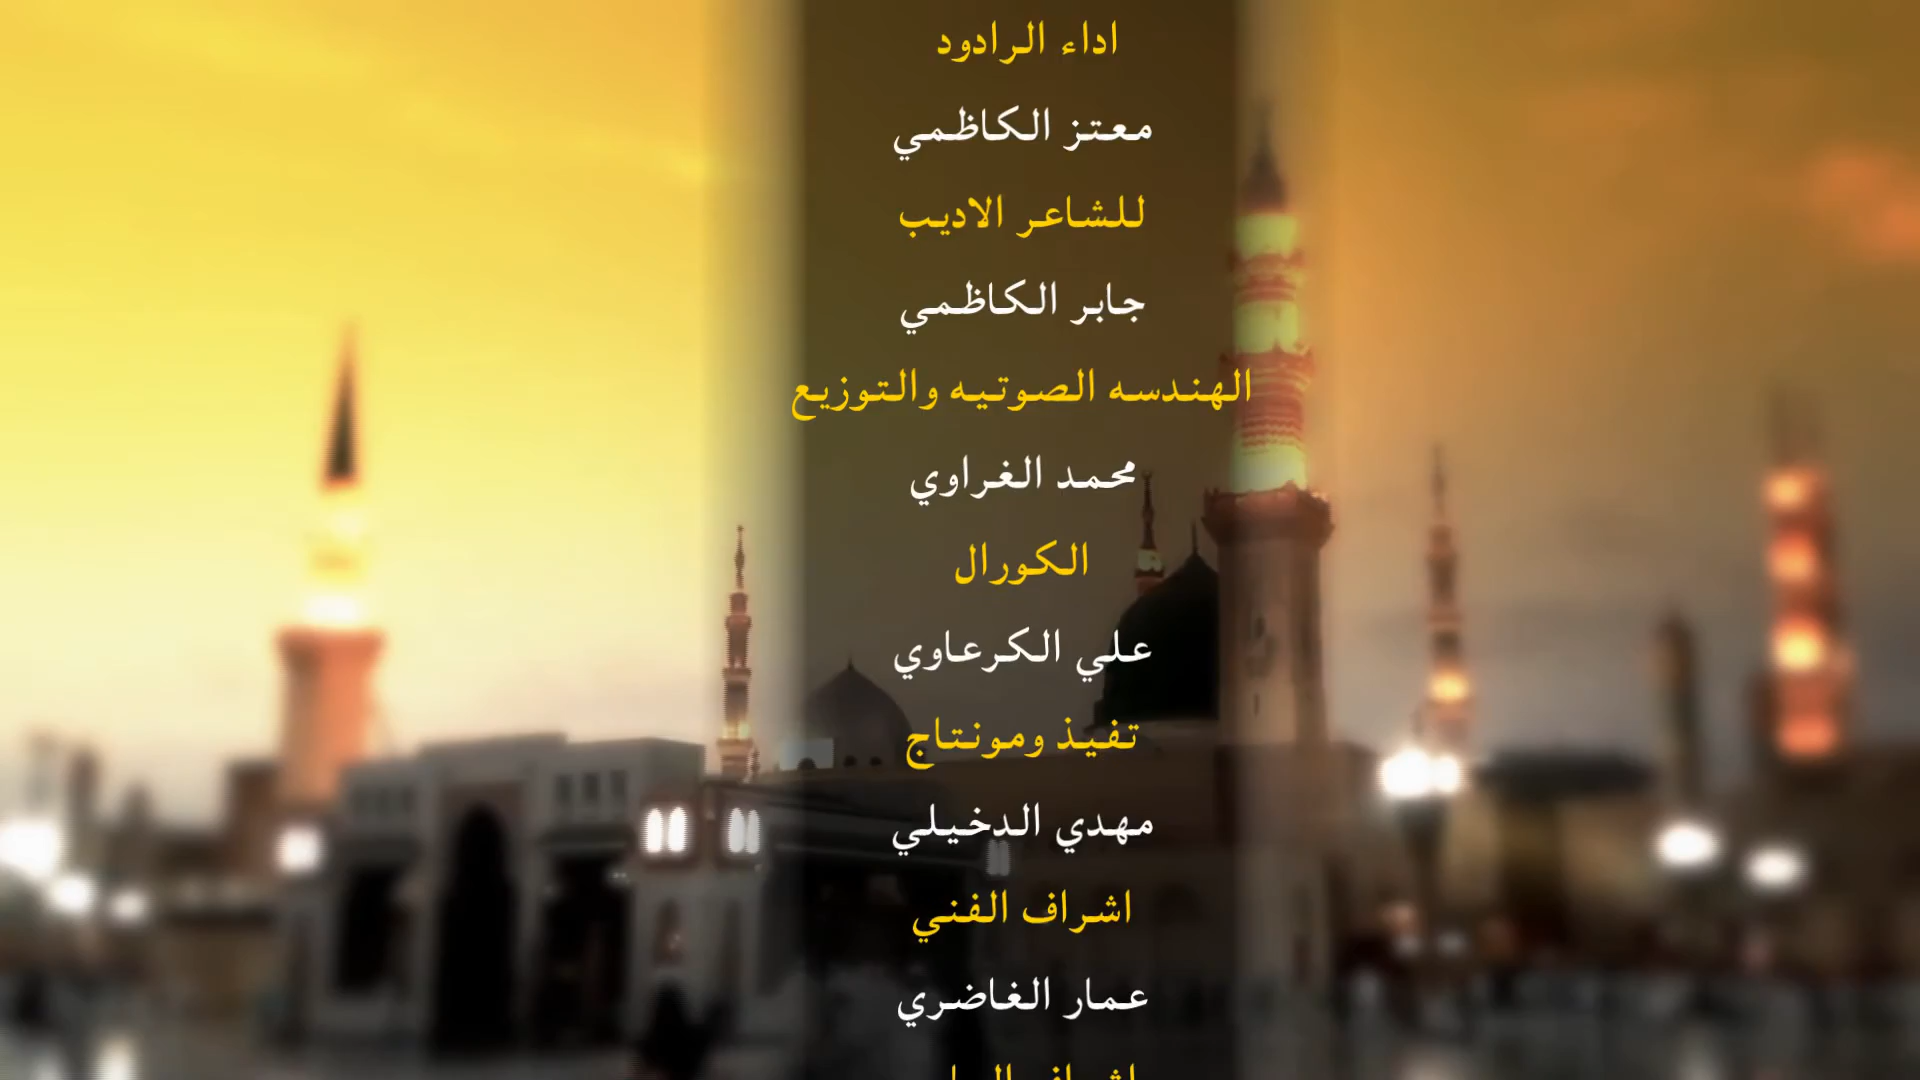 اداء الرادود
معتز الكاظمي
للشاعر الاديب
جابر الكاظمي
الهندسه الصوتيه والتوزيع
محمد الغراوي
الكورال
علي الكرعاوي
تفيذ ومونتاج
مهدي الدخيلي
اشراف الفني
عمار الغاضري
اشراف